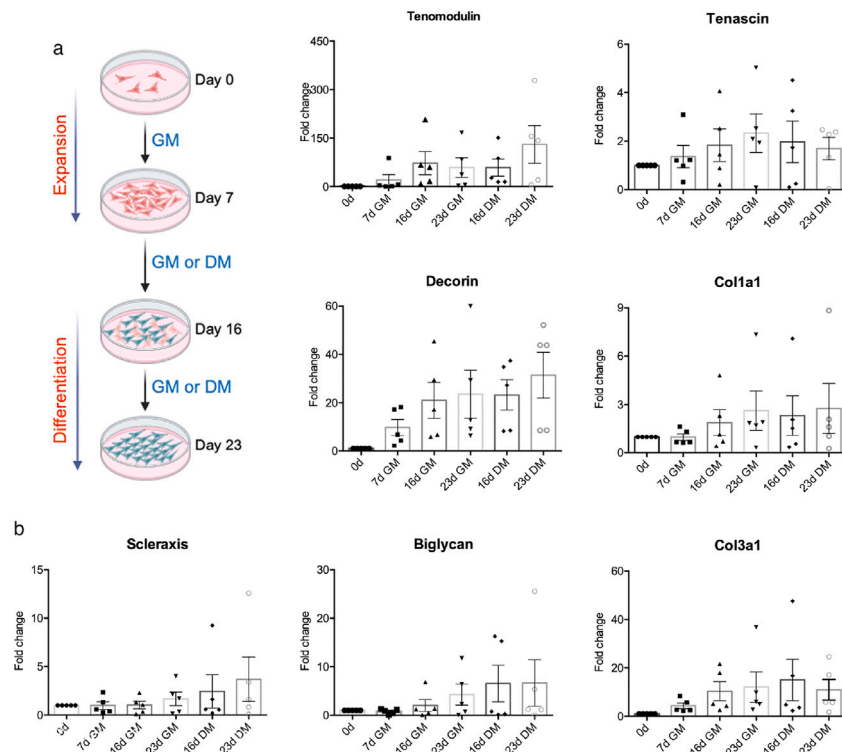 a
Expansion
Differentiation
Day 0
GM
Day 7
GM or DM
Day 16
GM or DM
Day 23
Tenomodulin
Fold change
450
300
150
0
0d
7d GM
16d GM
23d GM
16d DM
23d DM
Tenascin
Fold change
6
4
2
0
0d
7d GM
16d GM
23d GM
16d DM
23d DM
Decorin
Fold change
60
40
20
0
0d
7d GM
16d GM
23d GM
16d DM
23d DM
Col1a1
Fold change
9
6
3
0
0d
7d GM
16d GM
23d GM
16d DM
23d DM
b
Scleraxis
Fold change
15
10
5
0
0d
7d GM
16d GM
23d GM
16d DM
23d DM
Biglycan
Fold change
30
20
10
0
0d
7d GM
16d GM
23d GM
16d DM
23d DM
Col3a1
Fold change
60
40
20
0
0d
7d GM
16d GM
23d GM
16d DM
23d DM